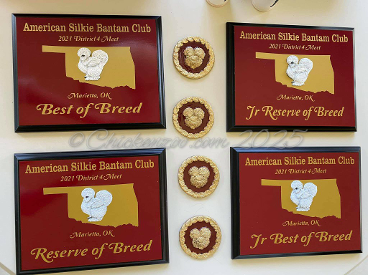 American Silkie Bantam Club
2021 District 4 Meet
Marietta, OK
Best of Breed
American Silkie Bantam Club
2021 District 4 Meet
Marietta, OK
Jr Reserve of Breed
American Silkie Bantam Club
2021 District 4 Meet
Marietta, OK
Reserve of Breed
American Silkie Bantam Club
2021 District 4 Meet
Marietta, OK
Jr Best of Breed